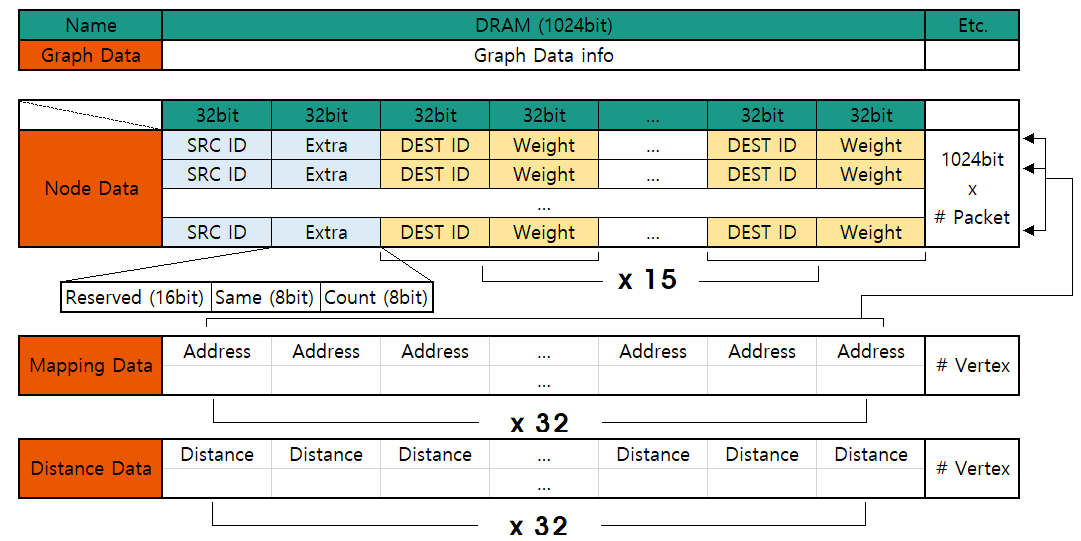 Name DRAM (1024bit) Etc.
Graph Data Graph Data info
32bit 32bit 32bit 32bit ... 32bit 32bit
Node Data
SRC ID Extra DEST ID Weight ... DEST ID Weight
SRC ID Extra DEST ID Weight ... DEST ID Weight
...
SRC ID Extra DEST ID Weight ... DEST ID Weight
1024bit
x
# Packet
x 15
Reserved (16bit) Same (8bit) Count (8bit)
Mapping Data
Address Address Address ... Address Address Address
...
# Vertex
x 32
Distance Data
Distance Distance Distance ... Distance Distance Distance
...
# Vertex
x 32